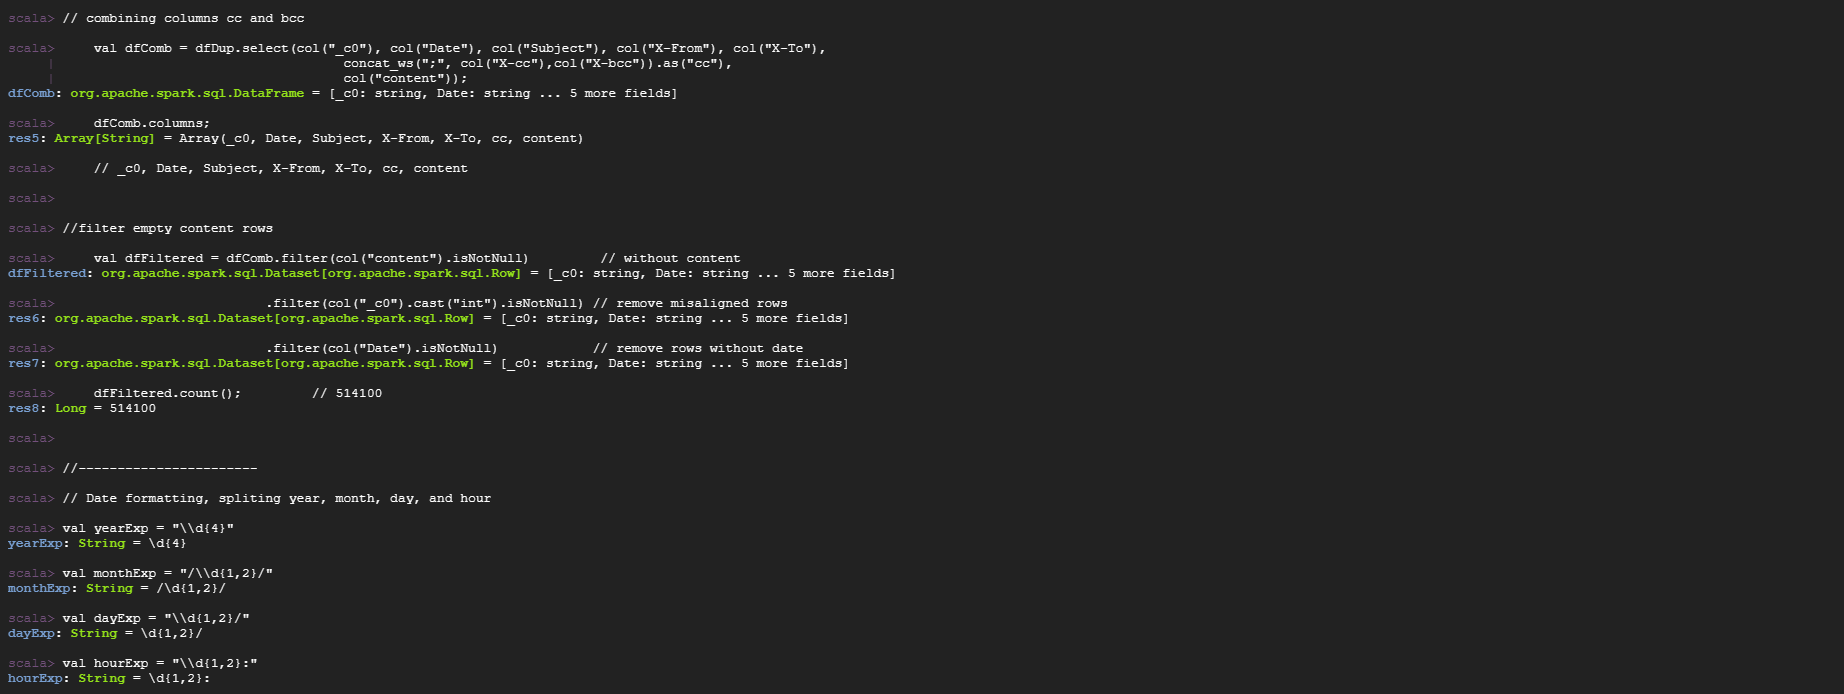 scala> // combining columns cc and bcc
scala>     val dfComb = dfDup.select(col("_c0"), col("Date"), col("Subject"), col("X-From"), col("X-To"),
     |                                     concat_ws(";", col("X-cc"),col("X-bcc")).as("cc"),
     |                                     col("content"));
dfComb: org.apache.spark.sql.DataFrame = [_c0: string, Date: string ... 5 more fields]
scala>     dfComb.columns;
res5: Array[String] = Array(_c0, Date, Subject, X-From, X-To, cc, content)
scala>     // _c0, Date, Subject, X-From, X-To, cc, content
scala>
scala> //filter empty content rows
scala>     val dfFiltered = dfComb.filter(col("content").isNotNull)         // without content
dfFiltered: org.apache.spark.sql.Dataset[org.apache.spark.sql.Row] = [_c0: string, Date: string ... 5 more fields]
scala>                           .filter(col("_c0").cast("int").isNotNull) // remove misaligned rows
res6: org.apache.spark.sql.Dataset[org.apache.spark.sql.Row] = [_c0: string, Date: string ... 5 more fields]
scala>                           .filter(col("Date").isNotNull)            // remove rows without date
res7: org.apache.spark.sql.Dataset[org.apache.spark.sql.Row] = [_c0: string, Date: string ... 5 more fields]
scala>     dfFiltered.count();         // 514100
res8: Long = 514100
scala>
scala> //-----------------------
scala> // Date formatting, spliting year, month, day, and hour
scala> val yearExp = "\\d{4}"
yearExp: String = \d{4}
scala> val monthExp = "/\\d{1,2}/"
monthExp: String = /\d{1,2}/
scala> val dayExp = "\\d{1,2}/"
dayExp: String = \d{1,2}/
scala> val hourExp = "\\d{1,2}:"
hourExp: String = \d{1,2}: